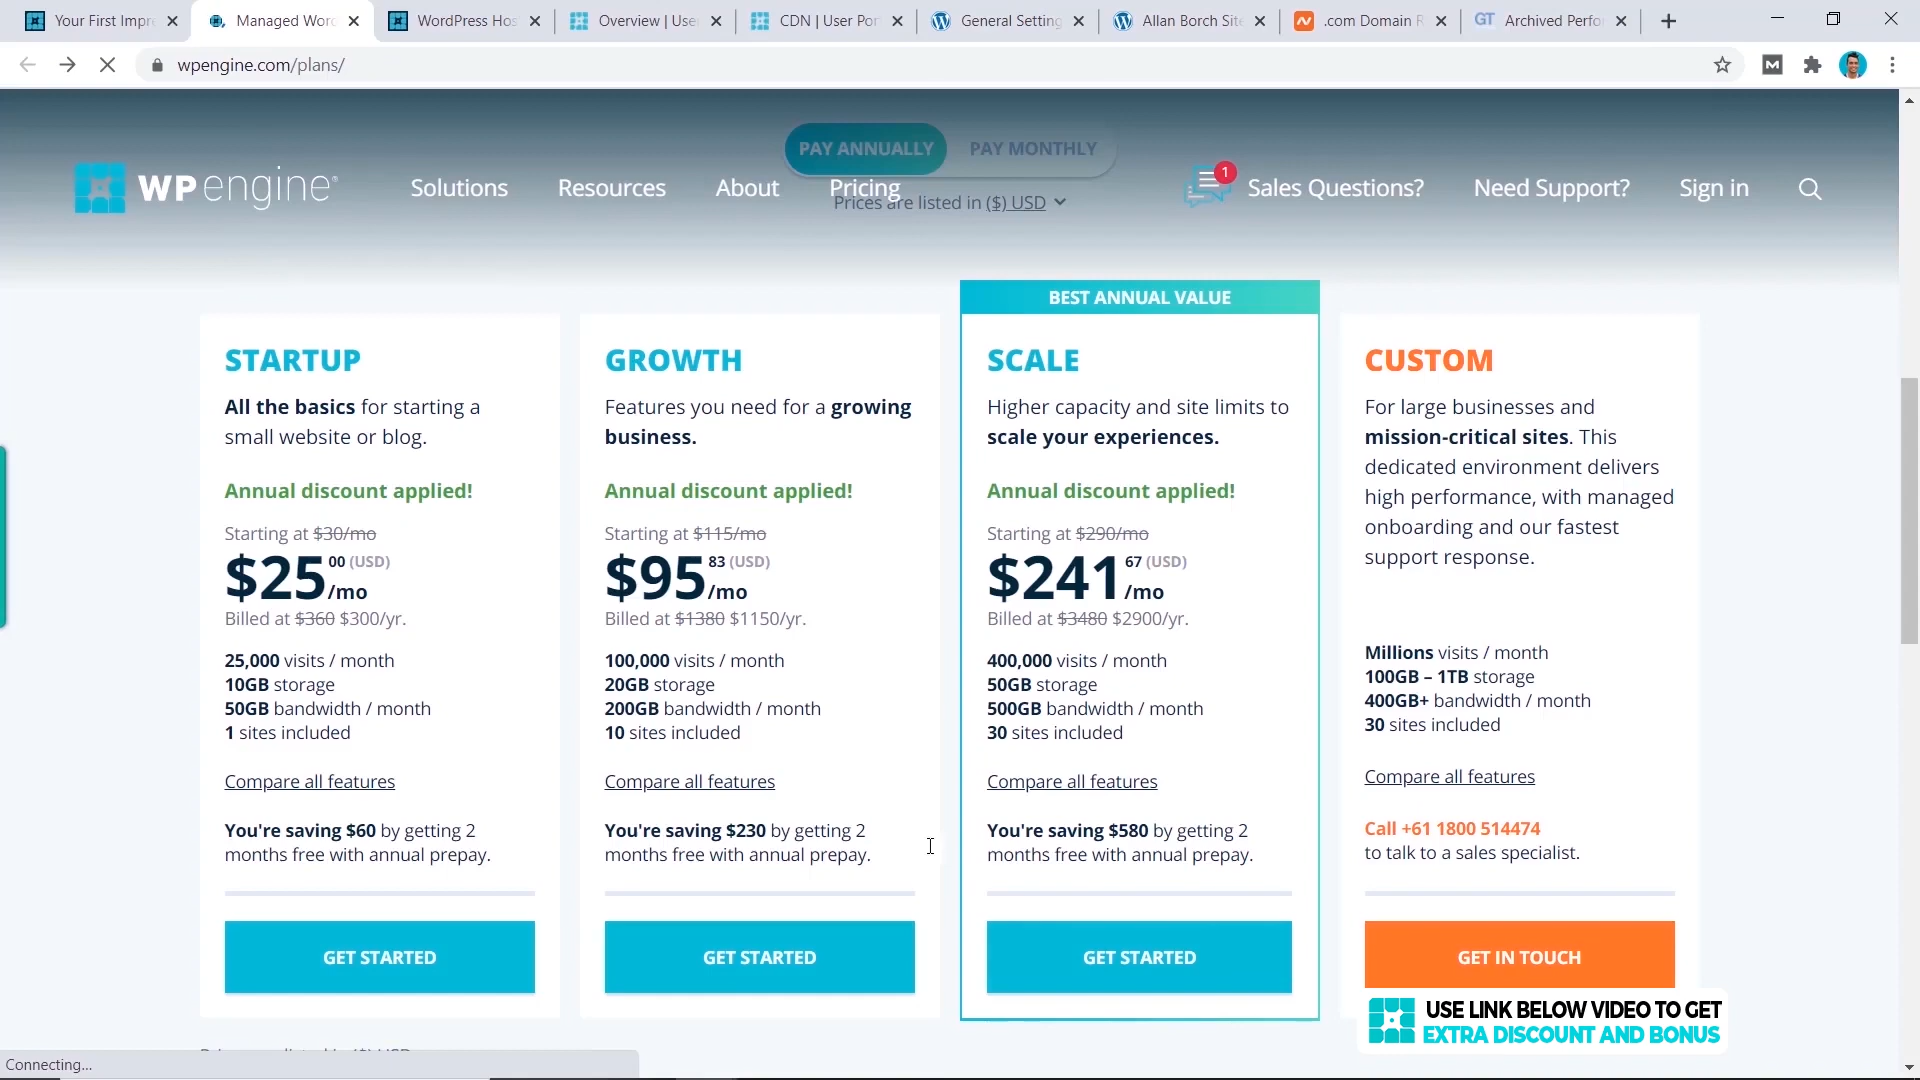 Your First Impr
Managed Word
WordPress Hos
Overview | Use
CDN | User Por
General Setting
Allan Borch Site
.com Domain R
GT Archived Perfo
wpengine.com/plans/
PAY ANNUALLY PAY MONTHLY
WP engine
Solutions Resources About Pricing
1
Sales Questions? Need Support? Sign in
Prices are listed in ($) USD
STARTUP
All the basics for starting a
small website or blog.
Annual discount applied!
Starting at $30/mo
$25 00 (USD)
/mo
Billed at $360 $300/yr.
25,000 visits / month
10GB storage
50GB bandwidth / month
1 sites included
Compare all features
You're saving $60 by getting 2
months free with annual prepay.
GET STARTED
GROWTH
Features you need for a growing
business.
Annual discount applied!
Starting at $115/mo
$95 83 (USD)
/mo
Billed at $1380 $1150/yr.
100,000 visits / month
20GB storage
200GB bandwidth / month
10 sites included
Compare all features
You're saving $230 by getting 2
months free with annual prepay.
GET STARTED
BEST ANNUAL VALUE
SCALE
Higher capacity and site limits to
scale your experiences.
Annual discount applied!
Starting at $290/mo
$241 67 (USD)
/mo
Billed at $3480 $2900/yr.
400,000 visits / month
50GB storage
500GB bandwidth / month
30 sites included
Compare all features
You're saving $580 by getting 2
months free with annual prepay.
GET STARTED
CUSTOM
For large businesses and
mission-critical sites. This
dedicated environment delivers
high performance, with managed
onboarding and our fastest
support response.
Millions visits / month
100GB – 1TB storage
400GB+ bandwidth / month
30 sites included
Compare all features
Call +61 1800 514474
to talk to a sales specialist.
GET IN TOUCH
USE LINK BELOW VIDEO TO GET
EXTRA DISCOUNT AND BONUS
Connecting...